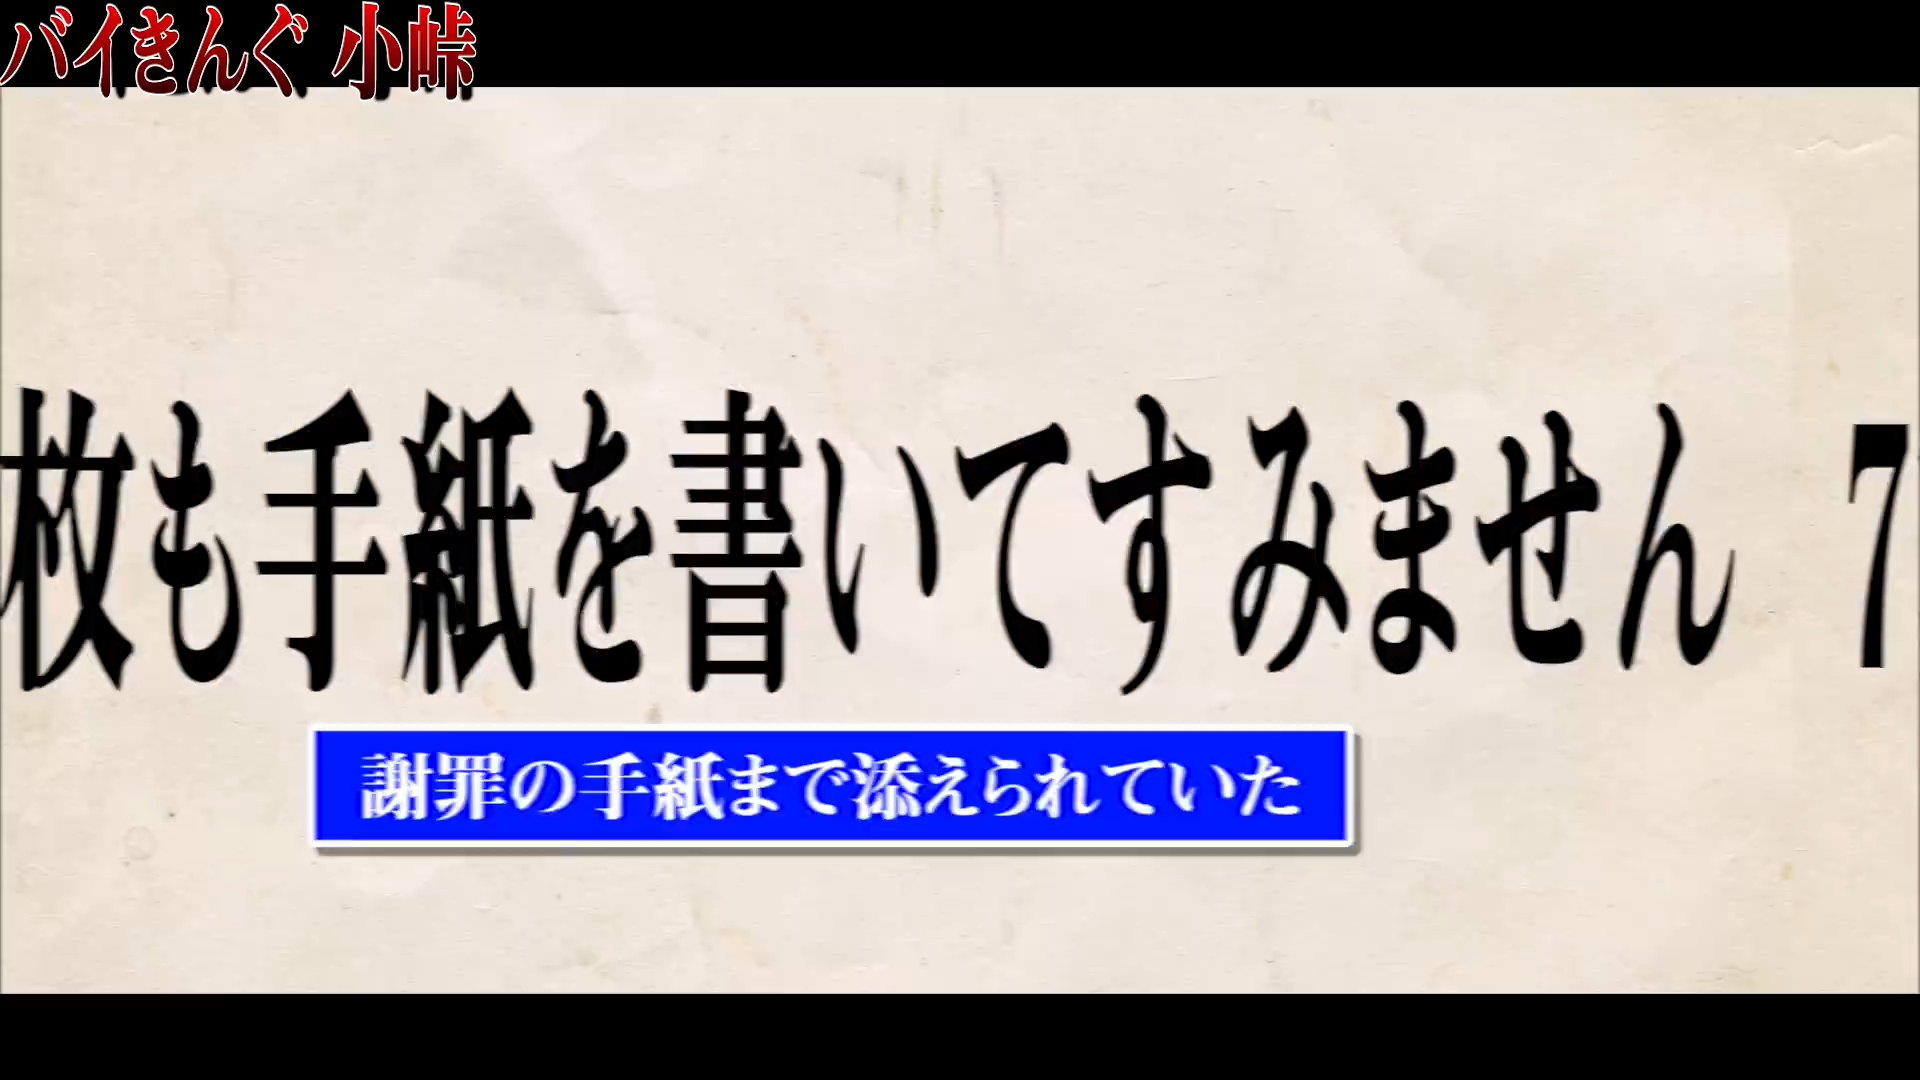 バイきんぐ 小峠
枚も手紙を書いてすみません 7
謝罪の手紙まで添えられていた